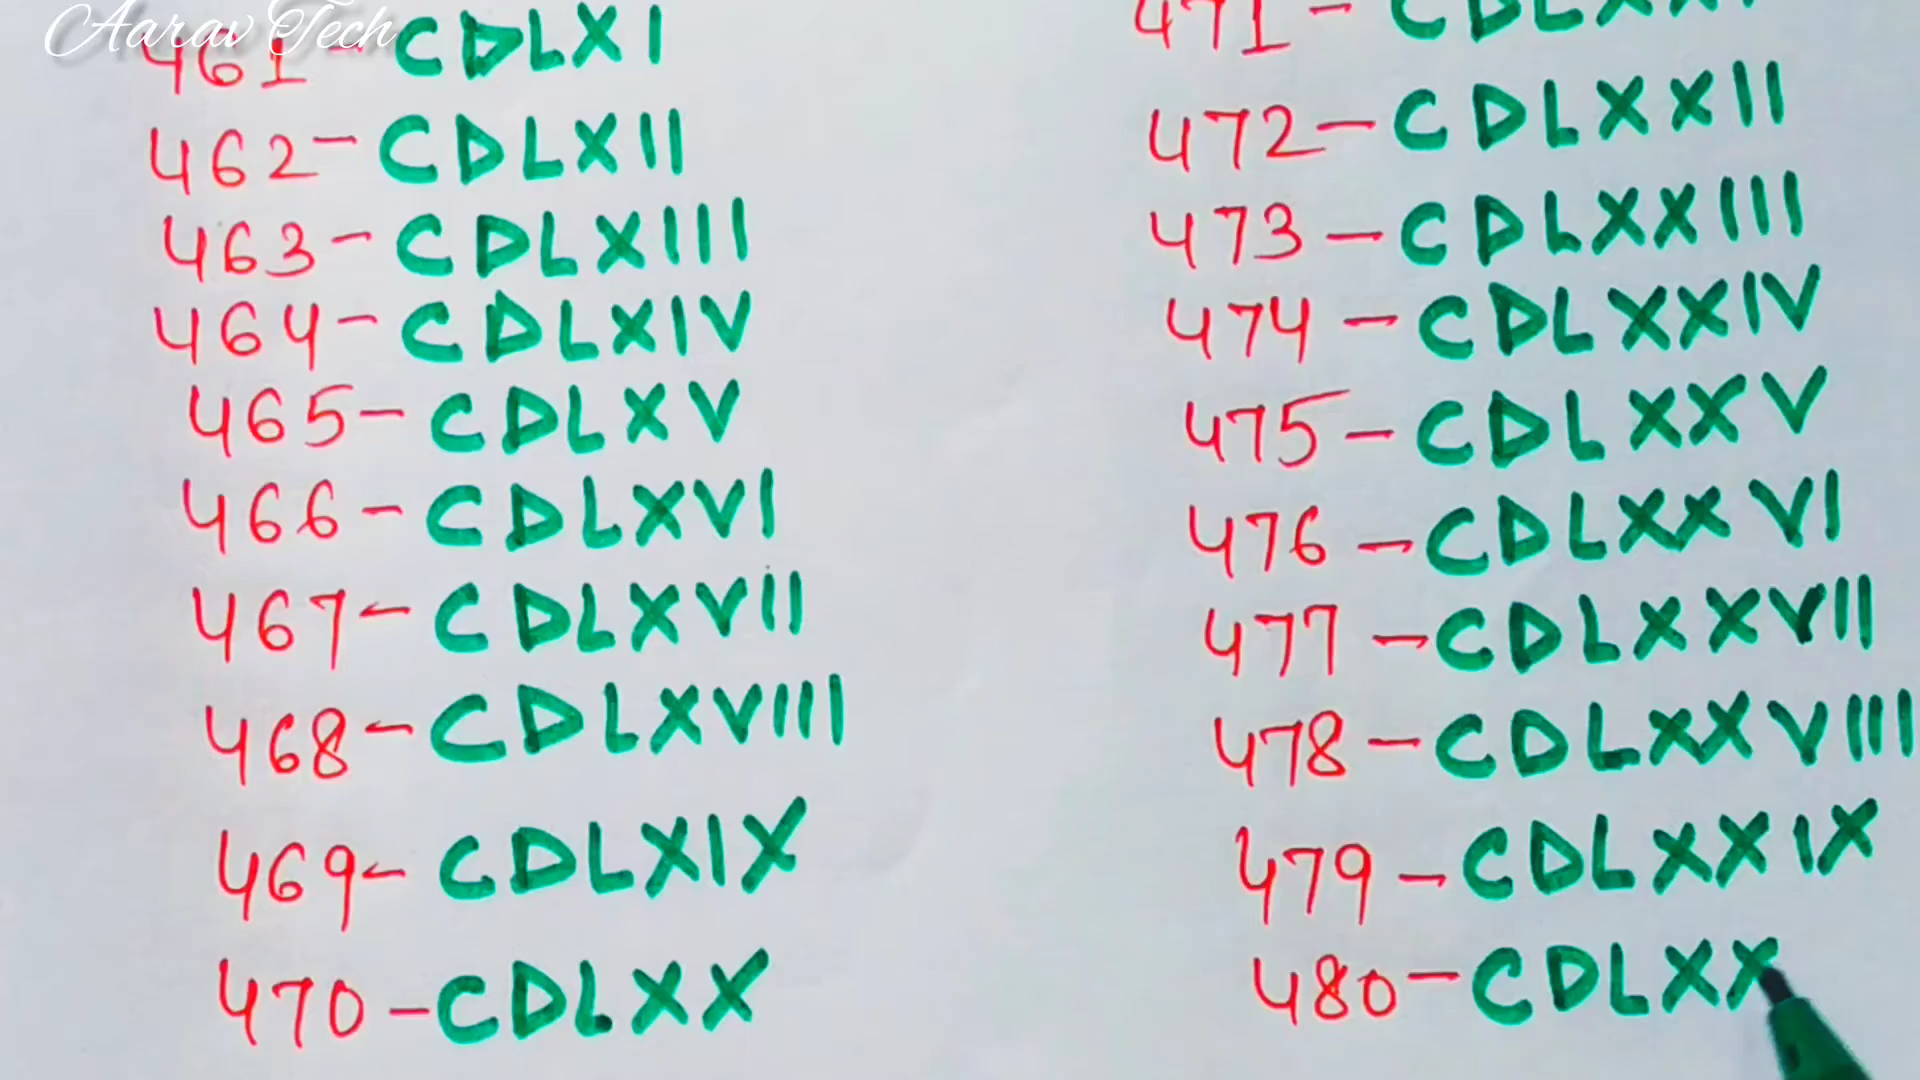 Aarav Tech
461 - CDLXI
462 - CDLXII
463 - CDLXIII
464 - CDLXIV
465 - CDLXV
466 - CDLXVI
467 - CDLXVII
468 - CDLXVIII
469 - CDLXIX
470 - CDLXX
471 - CDLXXI
472 - CDLXXII
473 - CDLXXIII
474 - CDLXXIV
475 - CDLXXV
476 - CDLXXVI
477 - CDLXXVII
478 - CDLXXVIII
479 - CDLXXIX
480 - CDLXX